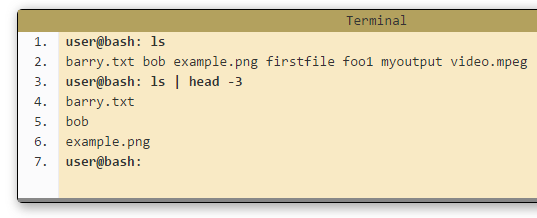 Terminal
1. user@bash: ls
2. barry.txt bob example.png firstfile foo1 myoutput video.mpeg
3. user@bash: ls | head -3
4. barry.txt
5. bob
6. example.png
7. user@bash: